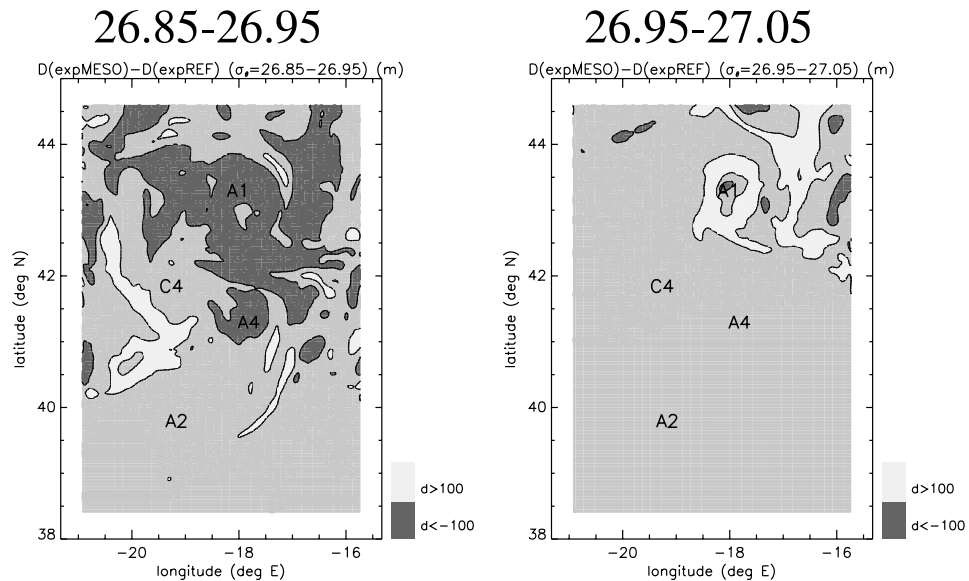 26.85-26.95
D(expMESO)-D(expREF) (σ_θ=26.85-26.95) (m)
44
42
40
38
-20
-18
-16
latitude (deg N)
longitude (deg E)
A1
C4
A4
A2
d>100
d<-100
26.95-27.05
D(expMESO)-D(expREF) (σ_θ=26.95-27.05) (m)
44
42
40
38
-20
-18
-16
latitude (deg N)
longitude (deg E)
A1
C4
A4
A2
d>100
d<-100